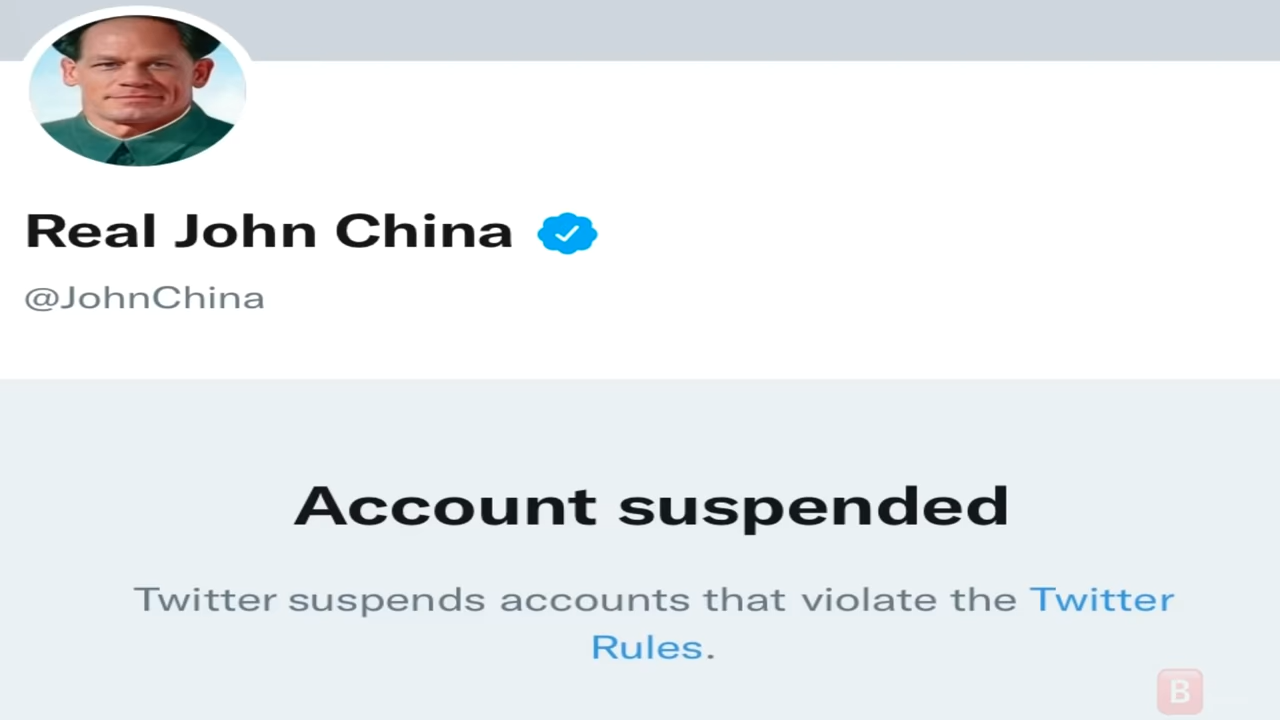 Real John China
@JohnChina
Account suspended
Twitter suspends accounts that violate the Twitter
Rules.
B